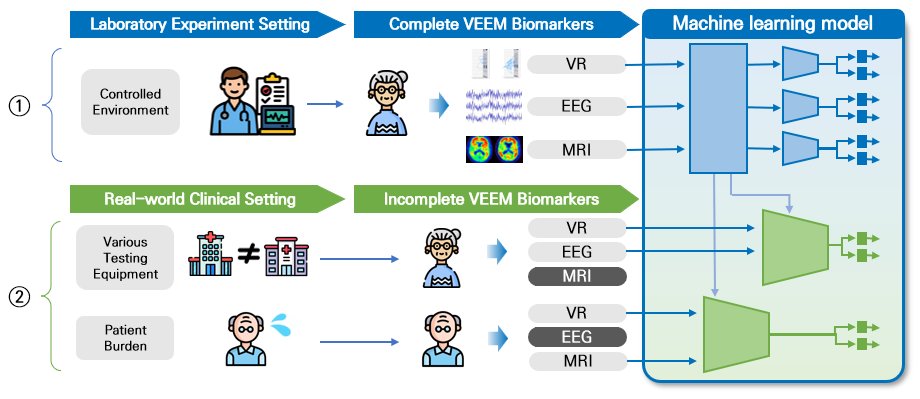 Laboratory Experiment Setting
Complete VEEM Biomarkers
Machine learning model
①
Controlled
Environment
VR
EEG
MRI
Real-world Clinical Setting
Incomplete VEEM Biomarkers
②
Various
Testing
Equipment
≠
VR
EEG
MRI
Patient
Burden
VR
EEG
MRI